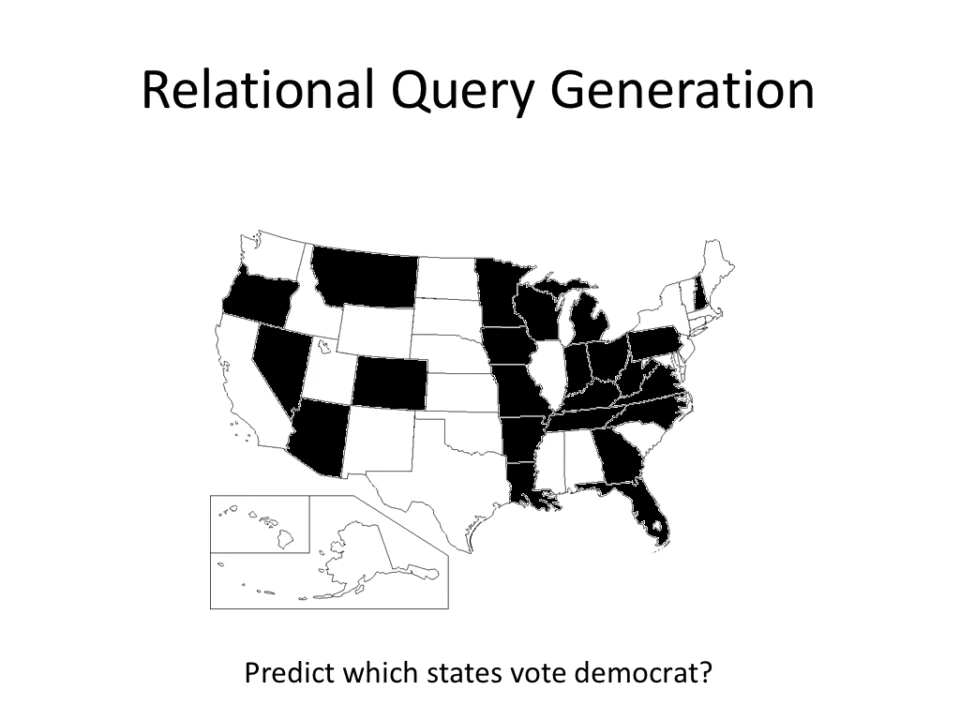 Relational Query Generation
Predict which states vote democrat?